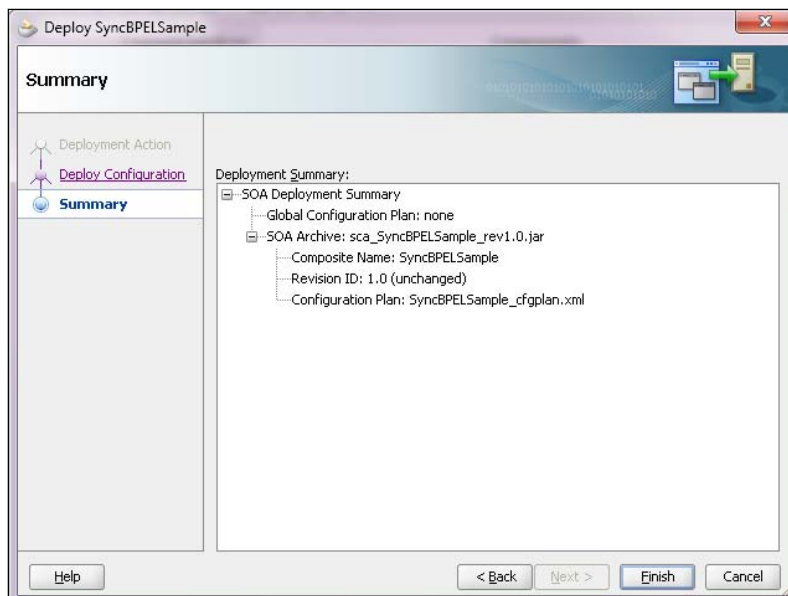 Deploy SyncBPELSample
Summary
Deployment Action
Deploy Configuration
Summary
Deployment Summary:
SOA Deployment Summary
Global Configuration Plan: none
SOA Archive: sca_SyncBPELSample_rev1.0.jar
Composite Name: SyncBPELSample
Revision ID: 1.0 (unchanged)
Configuration Plan: SyncBPELSample_cfgplan.xml
Help
< Back
Next >
Finish
Cancel